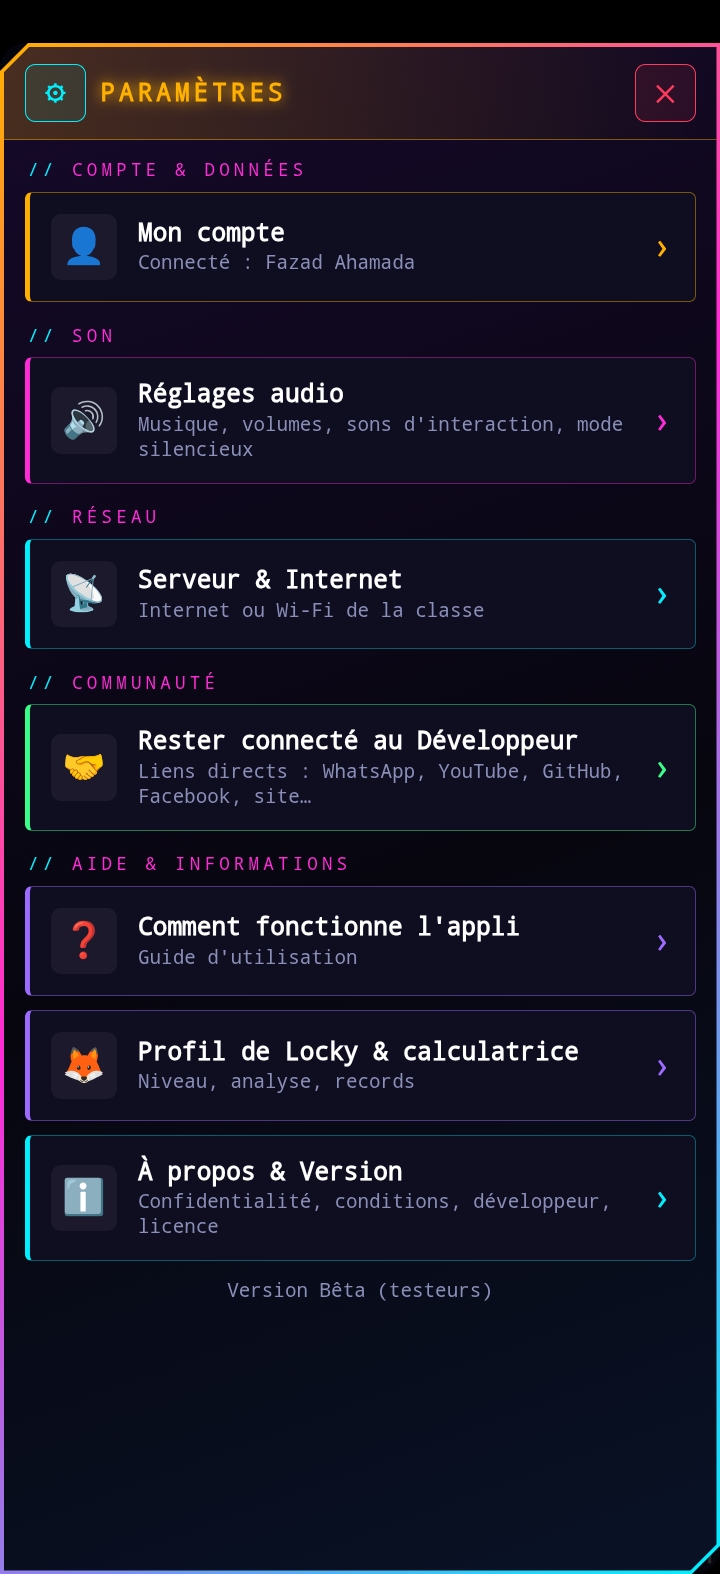 PARAMÈTRES
// COMPTE & DONNÉES
Mon compte
Connecté : Fazad Ahamada
// SON
Réglages audio
Musique, volumes, sons d'interaction, mode
silencieux
// RÉSEAU
Serveur & Internet
Internet ou Wi-Fi de la classe
// COMMUNAUTÉ
Rester connecté au Développeur
Liens directs : WhatsApp, YouTube, GitHub,
Facebook, site…
// AIDE & INFORMATIONS
Comment fonctionne l'appli
Guide d'utilisation
Profil de Locky & calculatrice
Niveau, analyse, records
À propos & Version
Confidentialité, conditions, développeur,
licence
Version Bêta (testeurs)